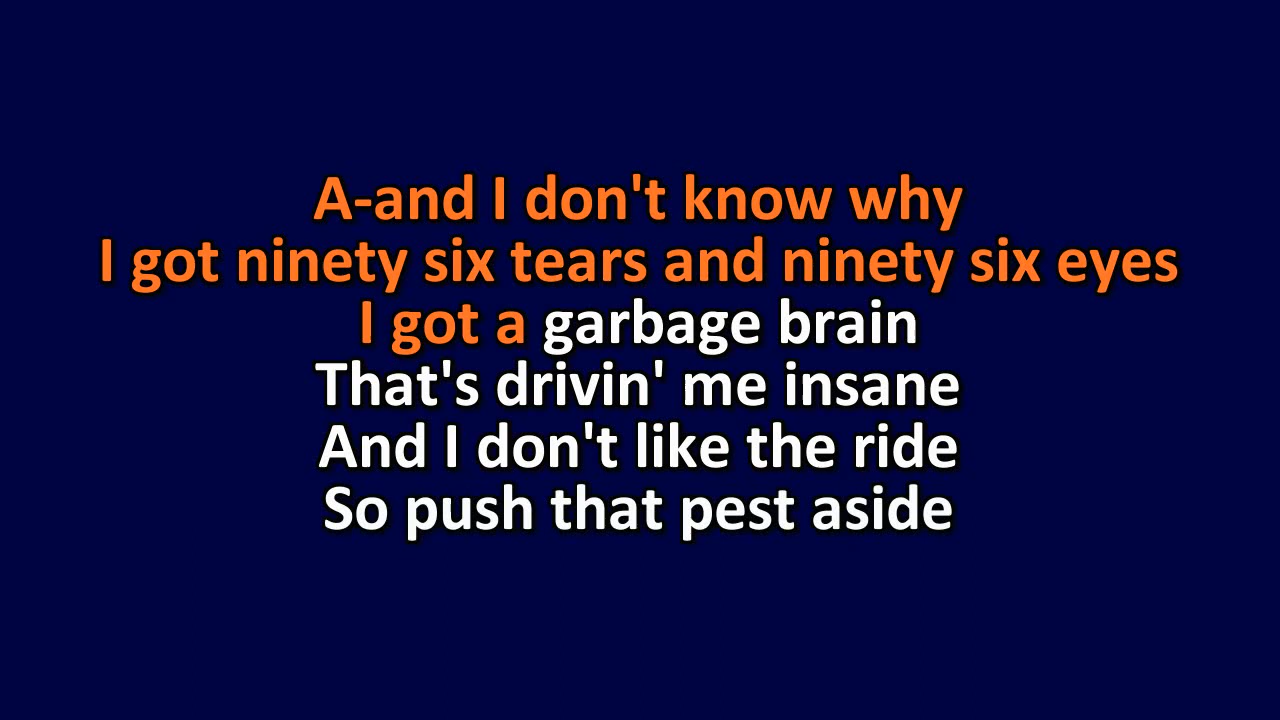 A-and I don't know why
I got ninety six tears and ninety six eyes
I got a garbage brain
That's drivin' me insane
And I don't like the ride
So push that pest aside